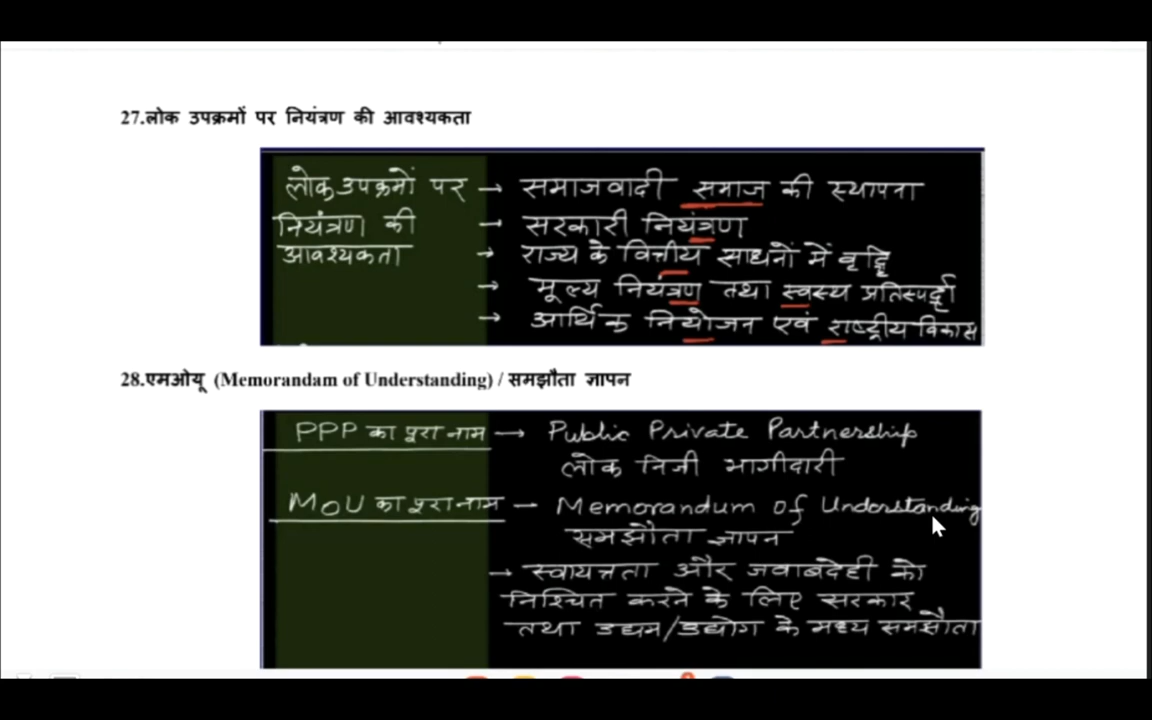 27.लोक उपक्रमों पर नियंत्रण की आवश्यकता
लोक उपक्रमों पर → समाजवादी समाज की स्थापना
नियंत्रण की → सरकारी नियंत्रण
आवश्यकता → राज्य के वित्तीय साधनों में वृद्धि
→ मूल्य नियंत्रण तथा स्वस्थ प्रतिस्पर्द्धा
→ आर्थिक नियोजन एवं राष्ट्रीय विकास
28.एमओयू (Memorandam of Understanding) / समझौता ज्ञापन
PPP का पूरा नाम → Public Private Partnership
लोक निजी भागीदारी
MOU का पूरा नाम – Memorandum of Understanding
समझौता ज्ञापन
→ स्वायत्तता और जवाबदेही को
निश्चित करने के लिए सरकार
तथा उद्यम/उद्योग के मध्य समझौता